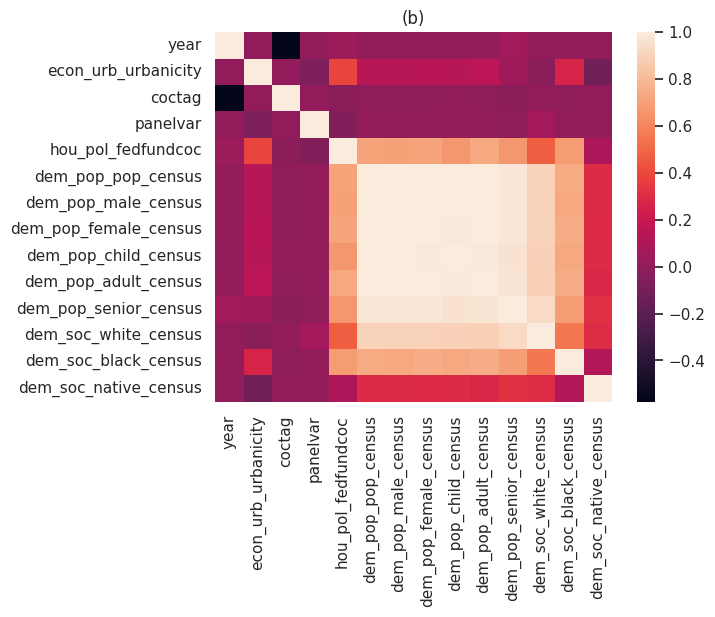 (b)
year
econ_urb_urbanicity
coctag
panelvar
hou_pol_fedfundcoc
dem_pop_pop_census
dem_pop_male_census
dem_pop_female_census
dem_pop_child_census
dem_pop_adult_census
dem_pop_senior_census
dem_soc_white_census
dem_soc_black_census
dem_soc_native_census
year
econ_urb_urbanicity
coctag
panelvar
hou_pol_fedfundcoc
dem_pop_pop_census
dem_pop_male_census
dem_pop_female_census
dem_pop_child_census
dem_pop_adult_census
dem_pop_senior_census
dem_soc_white_census
dem_soc_black_census
dem_soc_native_census
1.0
0.8
0.6
0.4
0.2
0.0
−0.2
−0.4